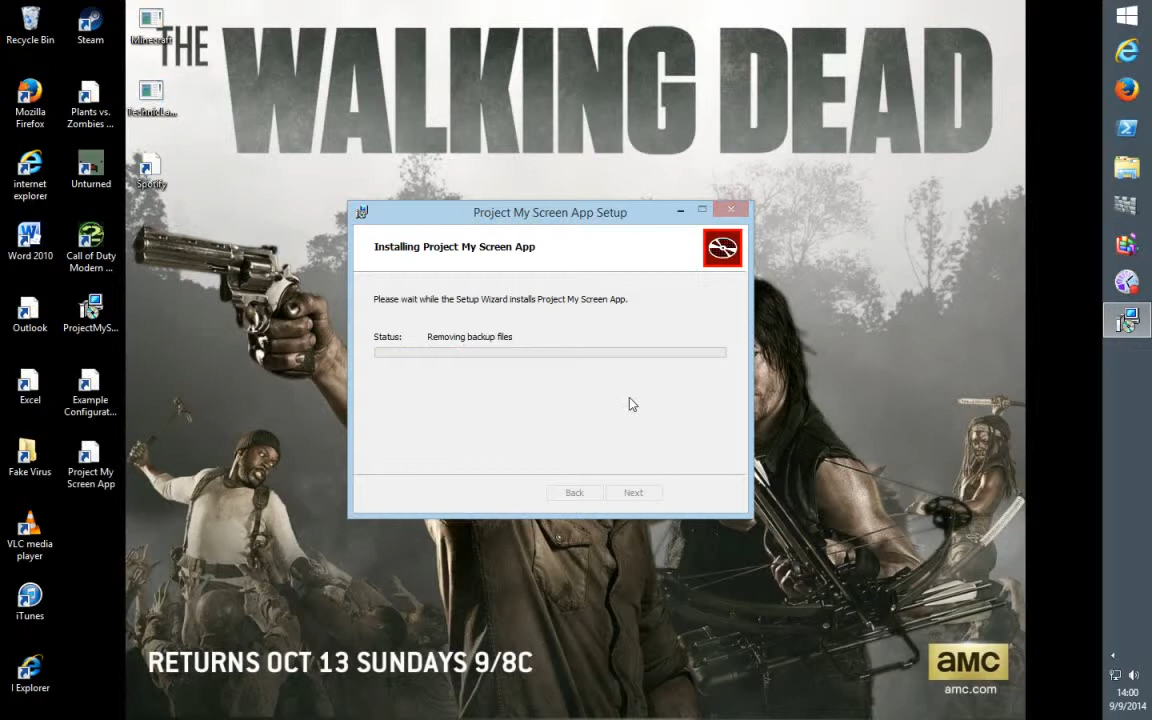 Recycle Bin
Steam
Minecraft
Mozilla
Firefox
Plants vs.
Zombies ...
TechnicLa...
internet
explorer
Unturned
Spotify
Word 2010
Call of Duty
Modern ...
Outlook
ProjectMyS...
Excel
Example
Configurat...
Fake Virus
Project My
Screen App
VLC media
player
iTunes
I Explorer
THE WALKING DEAD
Project My Screen App Setup
Installing Project My Screen App
Please wait while the Setup Wizard installs Project My Screen App.
Status: Removing backup files
Back Next
RETURNS OCT 13 SUNDAYS 9/8C
amc
amc.com
14:00
9/9/2014